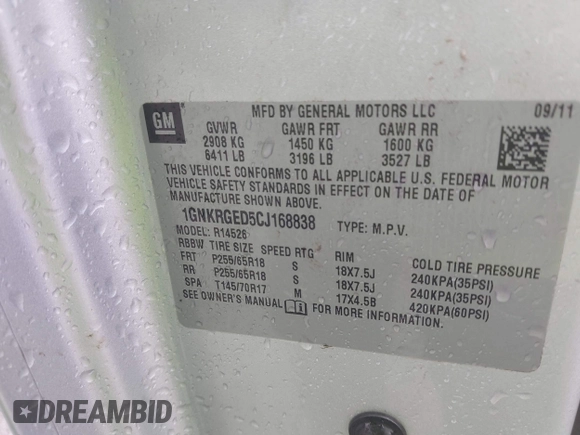 MFD BY GENERAL MOTORS LLC 09/11
GM
GVWR GAWR FRT GAWR RR
2908 KG 1450 KG 1600 KG
6411 LB 3196 LB 3527 LB
THIS VEHICLE CONFORMS TO ALL APPLICABLE U.S. FEDERAL MOTOR
VEHICLE SAFETY STANDARDS IN EFFECT ON THE DATE OF
MANUFACTURE SHOWN ABOVE.
1GNKRGED5CJ168838 TYPE: M.P.V.
MODEL: R14526
RBBW TIRE SIZE SPEED RTG RIM COLD TIRE PRESSURE
FRT P255/65R18 S 18X7.5J 240KPA(35PSI)
RR P255/65R18 S 18X7.5J 240KPA(35PSI)
SPA T145/70R17 M 17X4.5B 420KPA(60PSI)
SEE OWNER'S MANUAL FOR MORE INFORMATION.
DREAMBID